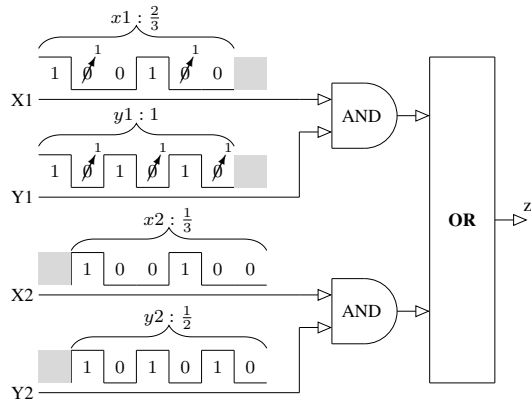 x1 : 2/3
1 1
1 0 0 1 0 0
X1
AND
y1 : 1
1 1 1
1 0 1 0 1 0
Y1
z
OR
x2 : 1/3
1 0 0 1 0 0
X2
AND
y2 : 1/2
1 0 1 0 1 0
Y2